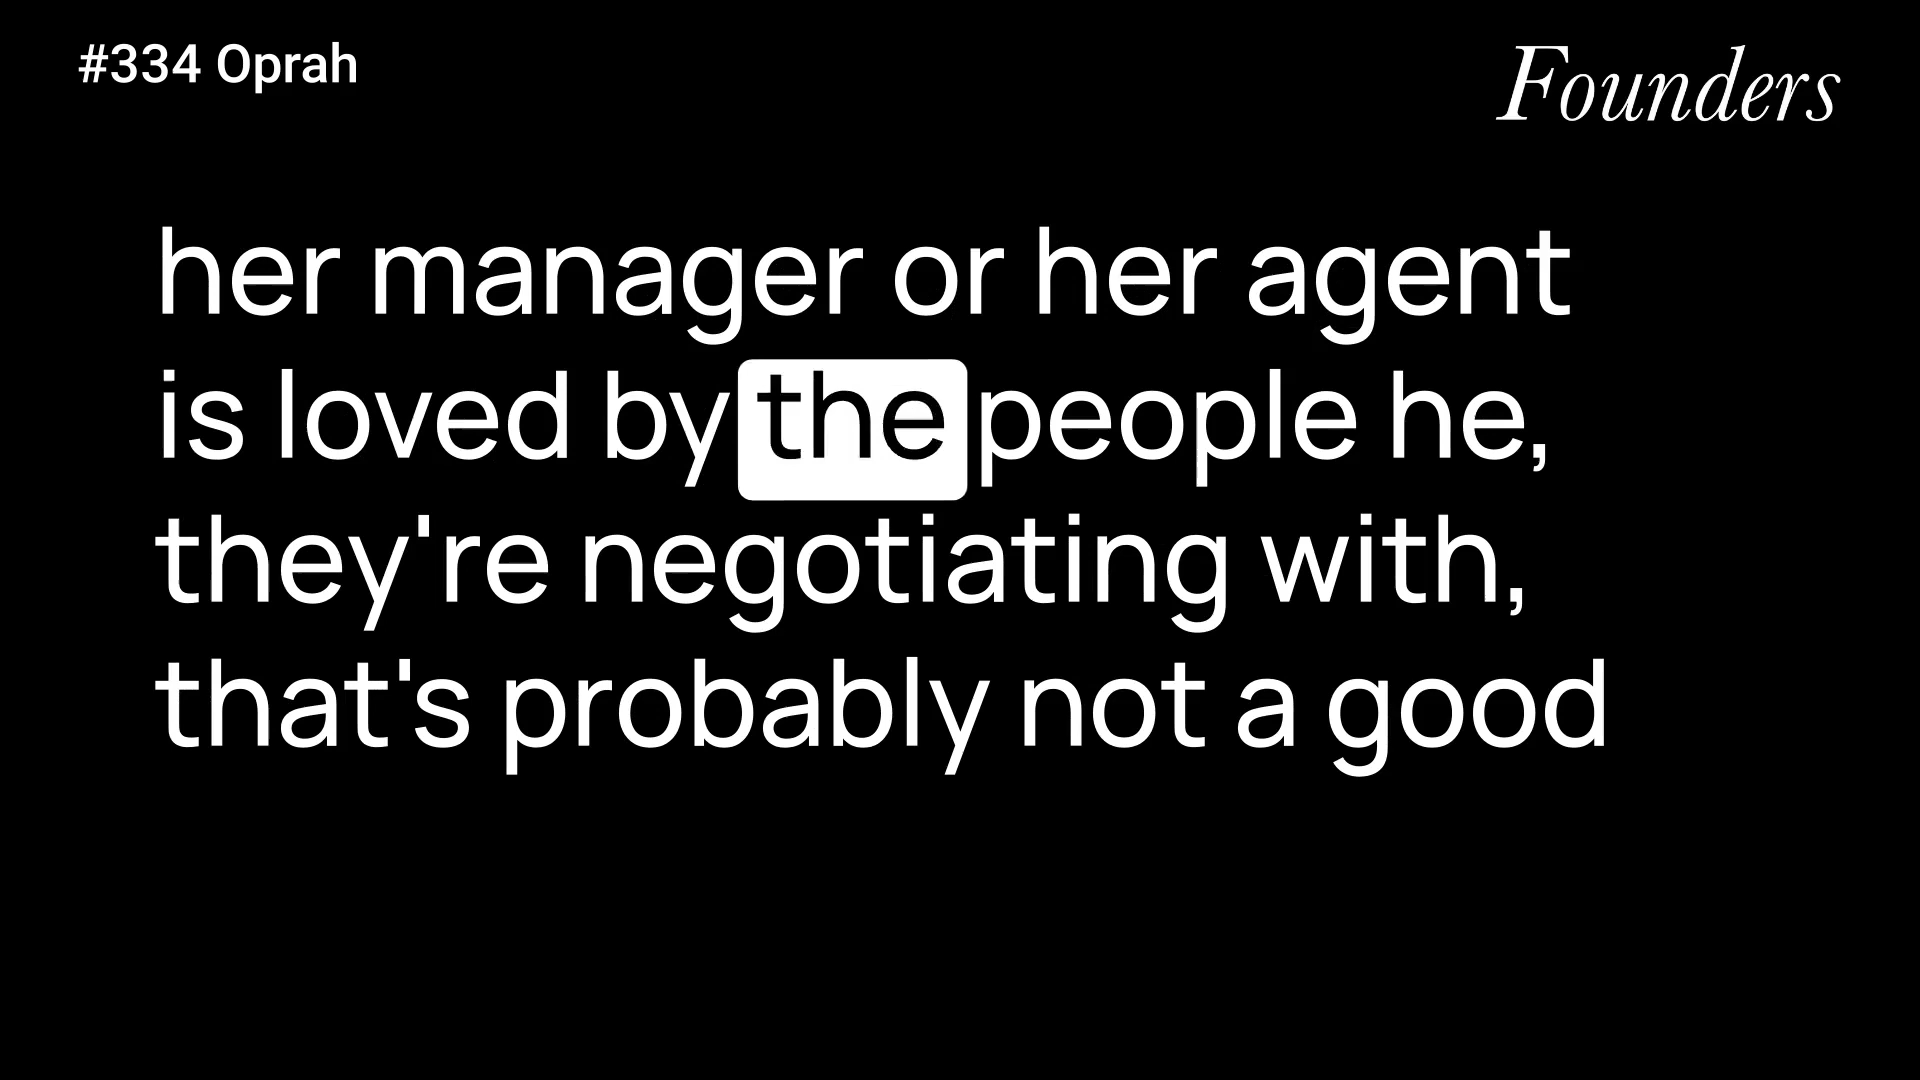 #334 Oprah
Founders
her manager or her agent
is loved by the people he,
they're negotiating with,
that's probably not a good